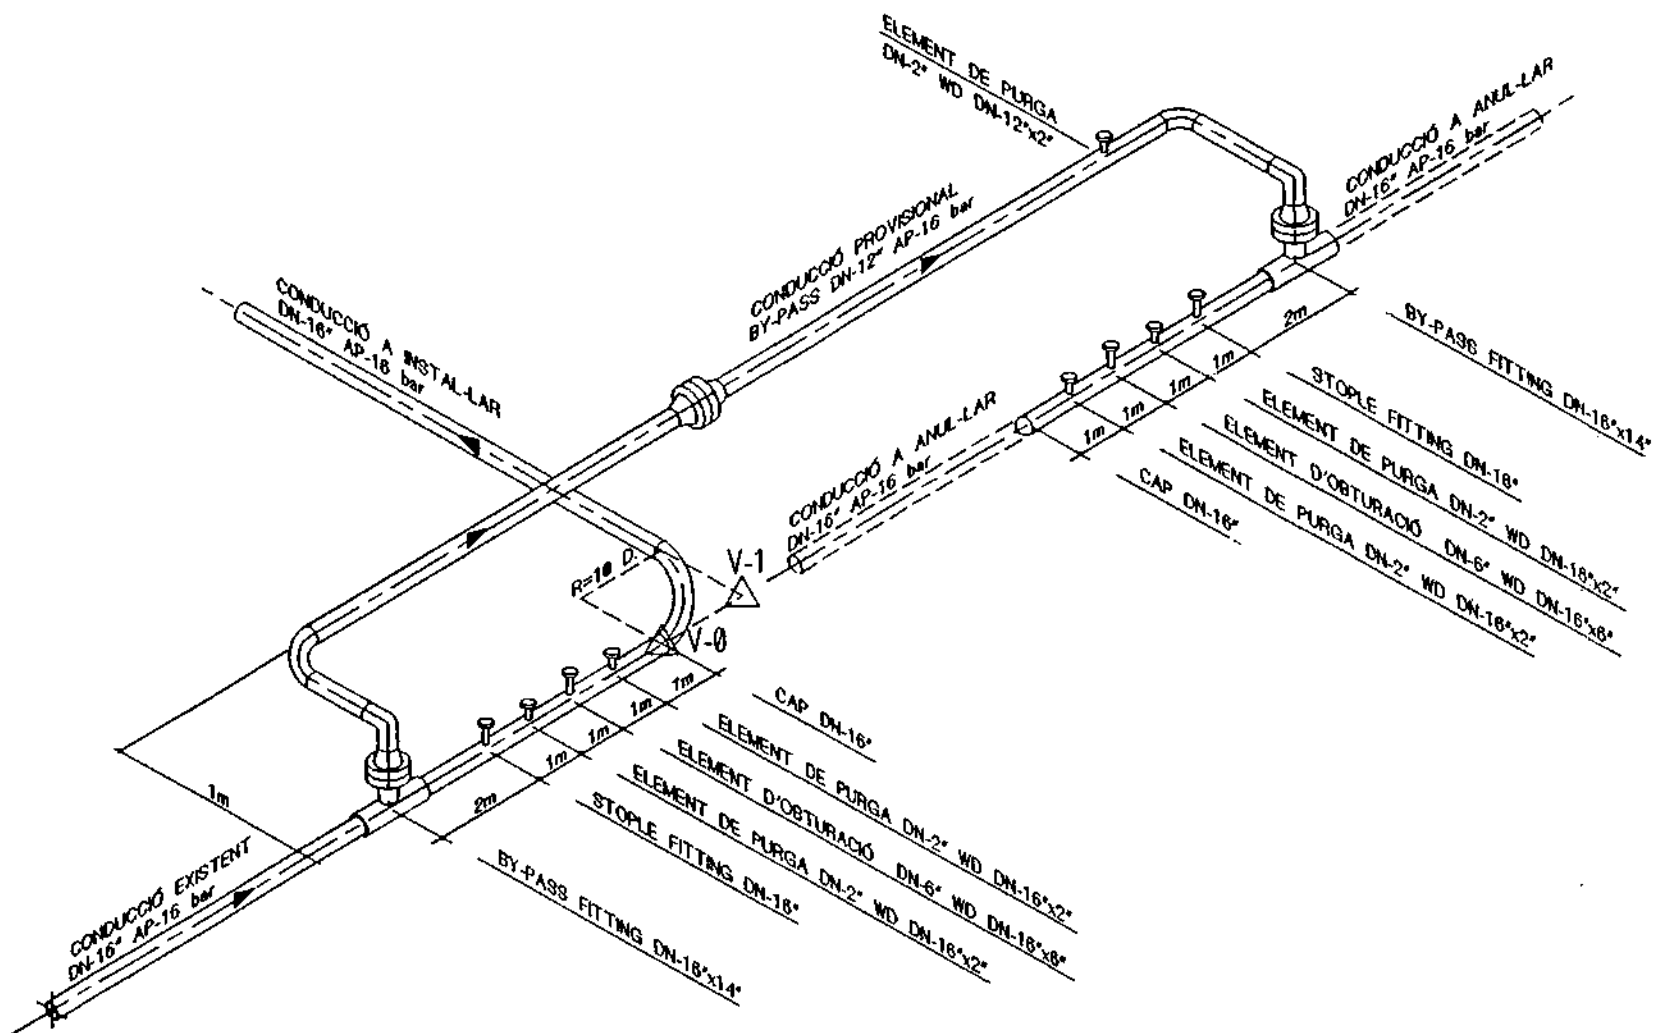 ELEMENT DE PURGA
DN-2" WD DN-12"x2"
CONDUCCIÓ A ANUL-LAR
DN-16" AP-16 bar
CONDUCCIÓ PROVISIONAL
BY-PASS DN-12" AP-16 bar
CONDUCCIÓ A INSTAL-LAR
DN-16" AP-16 bar
2m
1m
1m
1m
1m
BY-PASS FITTING DN-16"x14"
STOPLE FITTING DN-16"
ELEMENT DE PURGA DN-2" WD DN-16"x2"
ELEMENT D'OBTURACIÓ DN-6" WD DN-16"x6"
ELEMENT DE PURGA DN-2" WD DN-16"x2"
CAP DN-16"
CONDUCCIÓ A ANUL-LAR
DN-16" AP-16 bar
R=10 D.
V-1
V-0
1m
1m
1m
1m
2m
1m
CAP DN-16"
ELEMENT DE PURGA DN-2" WD DN-16"x2"
ELEMENT D'OBTURACIÓ DN-6" WD DN-16"x6"
ELEMENT DE PURGA DN-2" WD DN-16"x2"
STOPLE FITTING DN-16"
BY-PASS FITTING DN-16"x14"
CONDUCCIÓ EXISTENT
DN-16" AP-16 bar